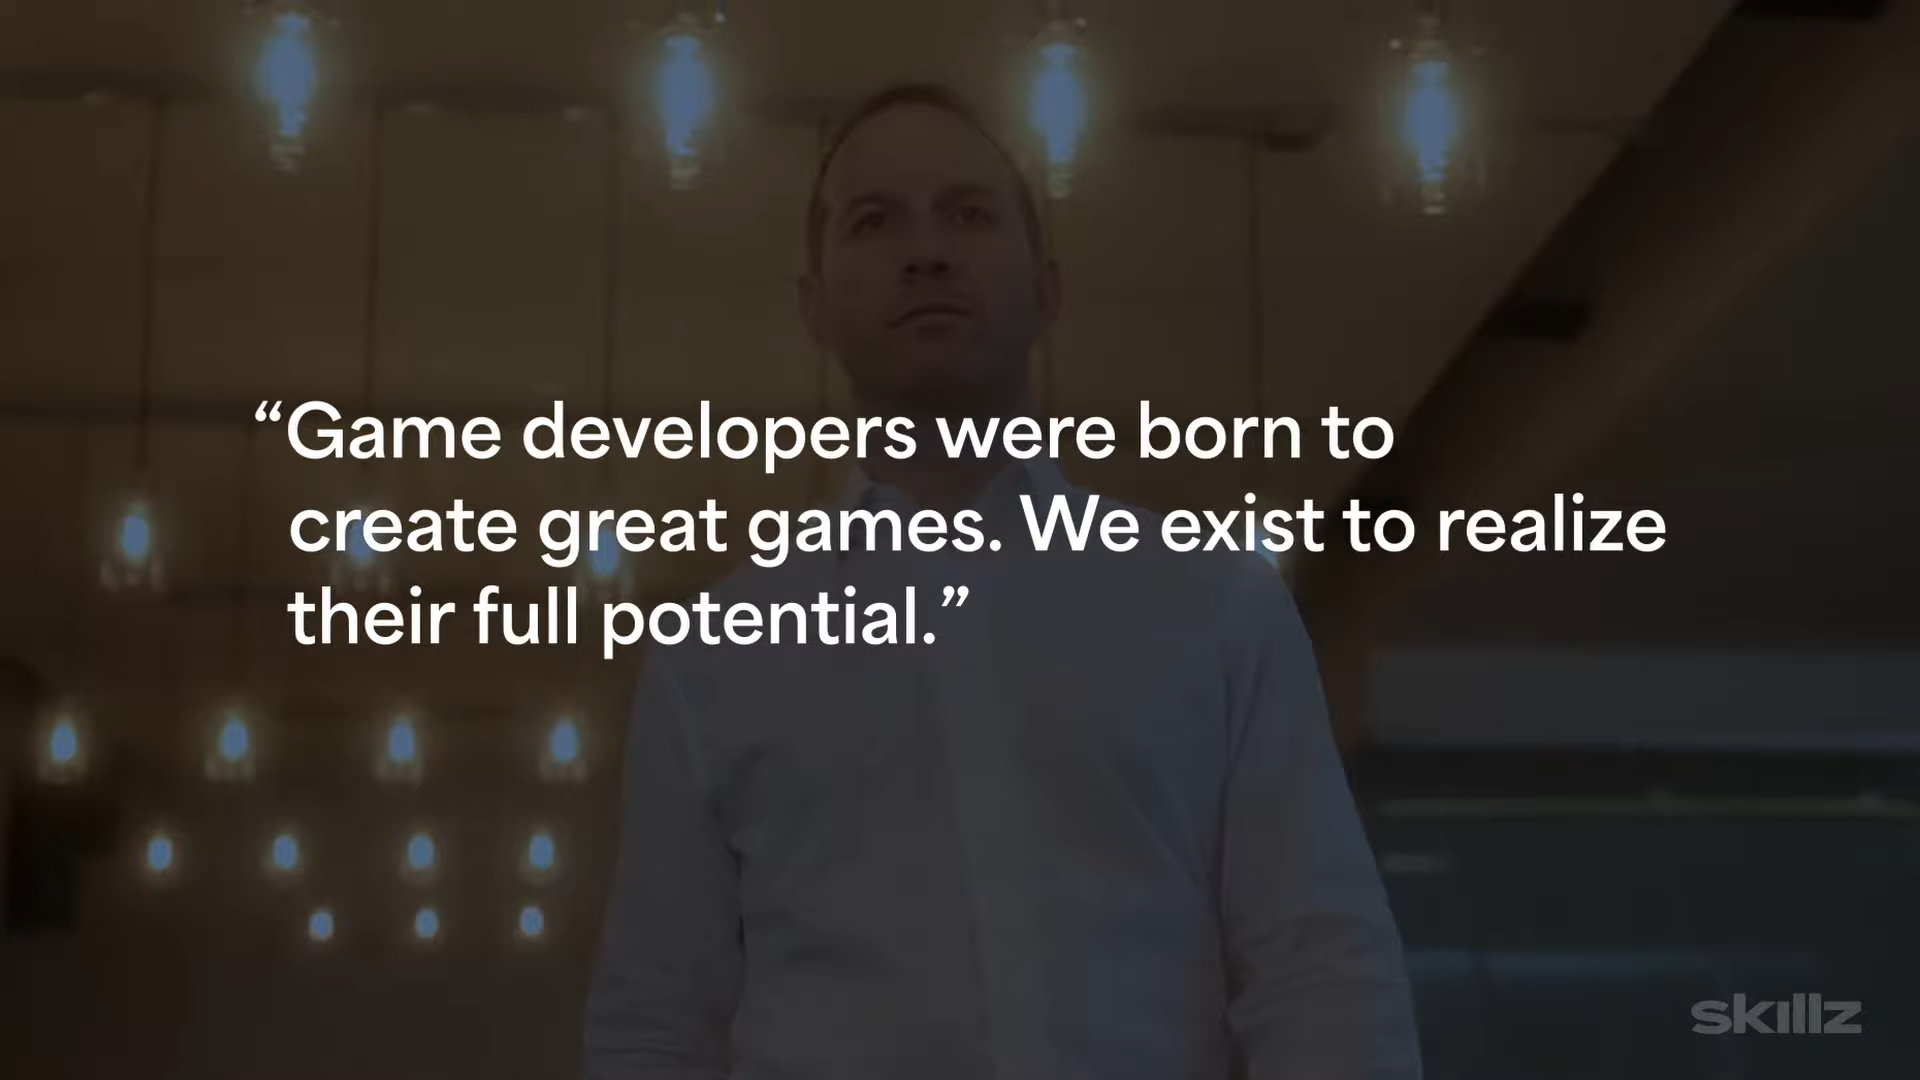 “Game developers were born to
create great games. We exist to realize
their full potential.”
skillz